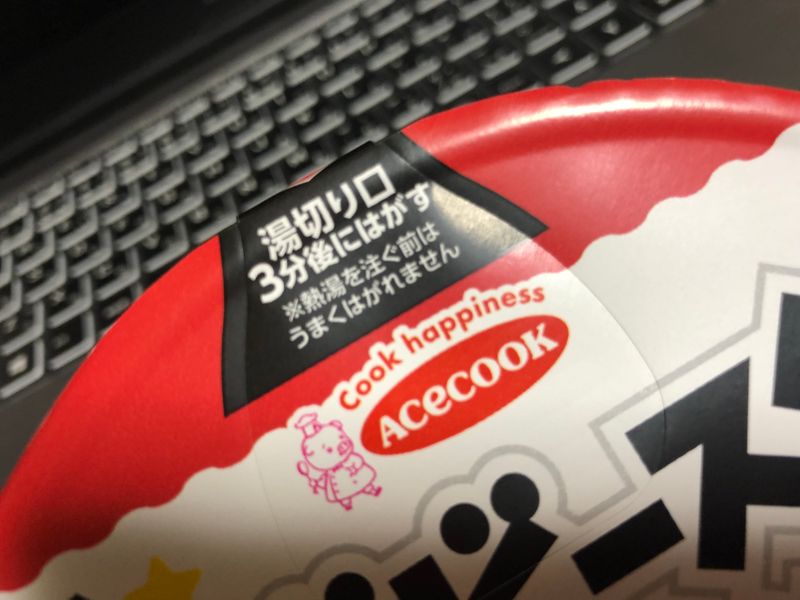 湯切り口
3分後にはがす
※熱湯を注ぐ前は
うまくはがれません
Cook happiness
Acecook